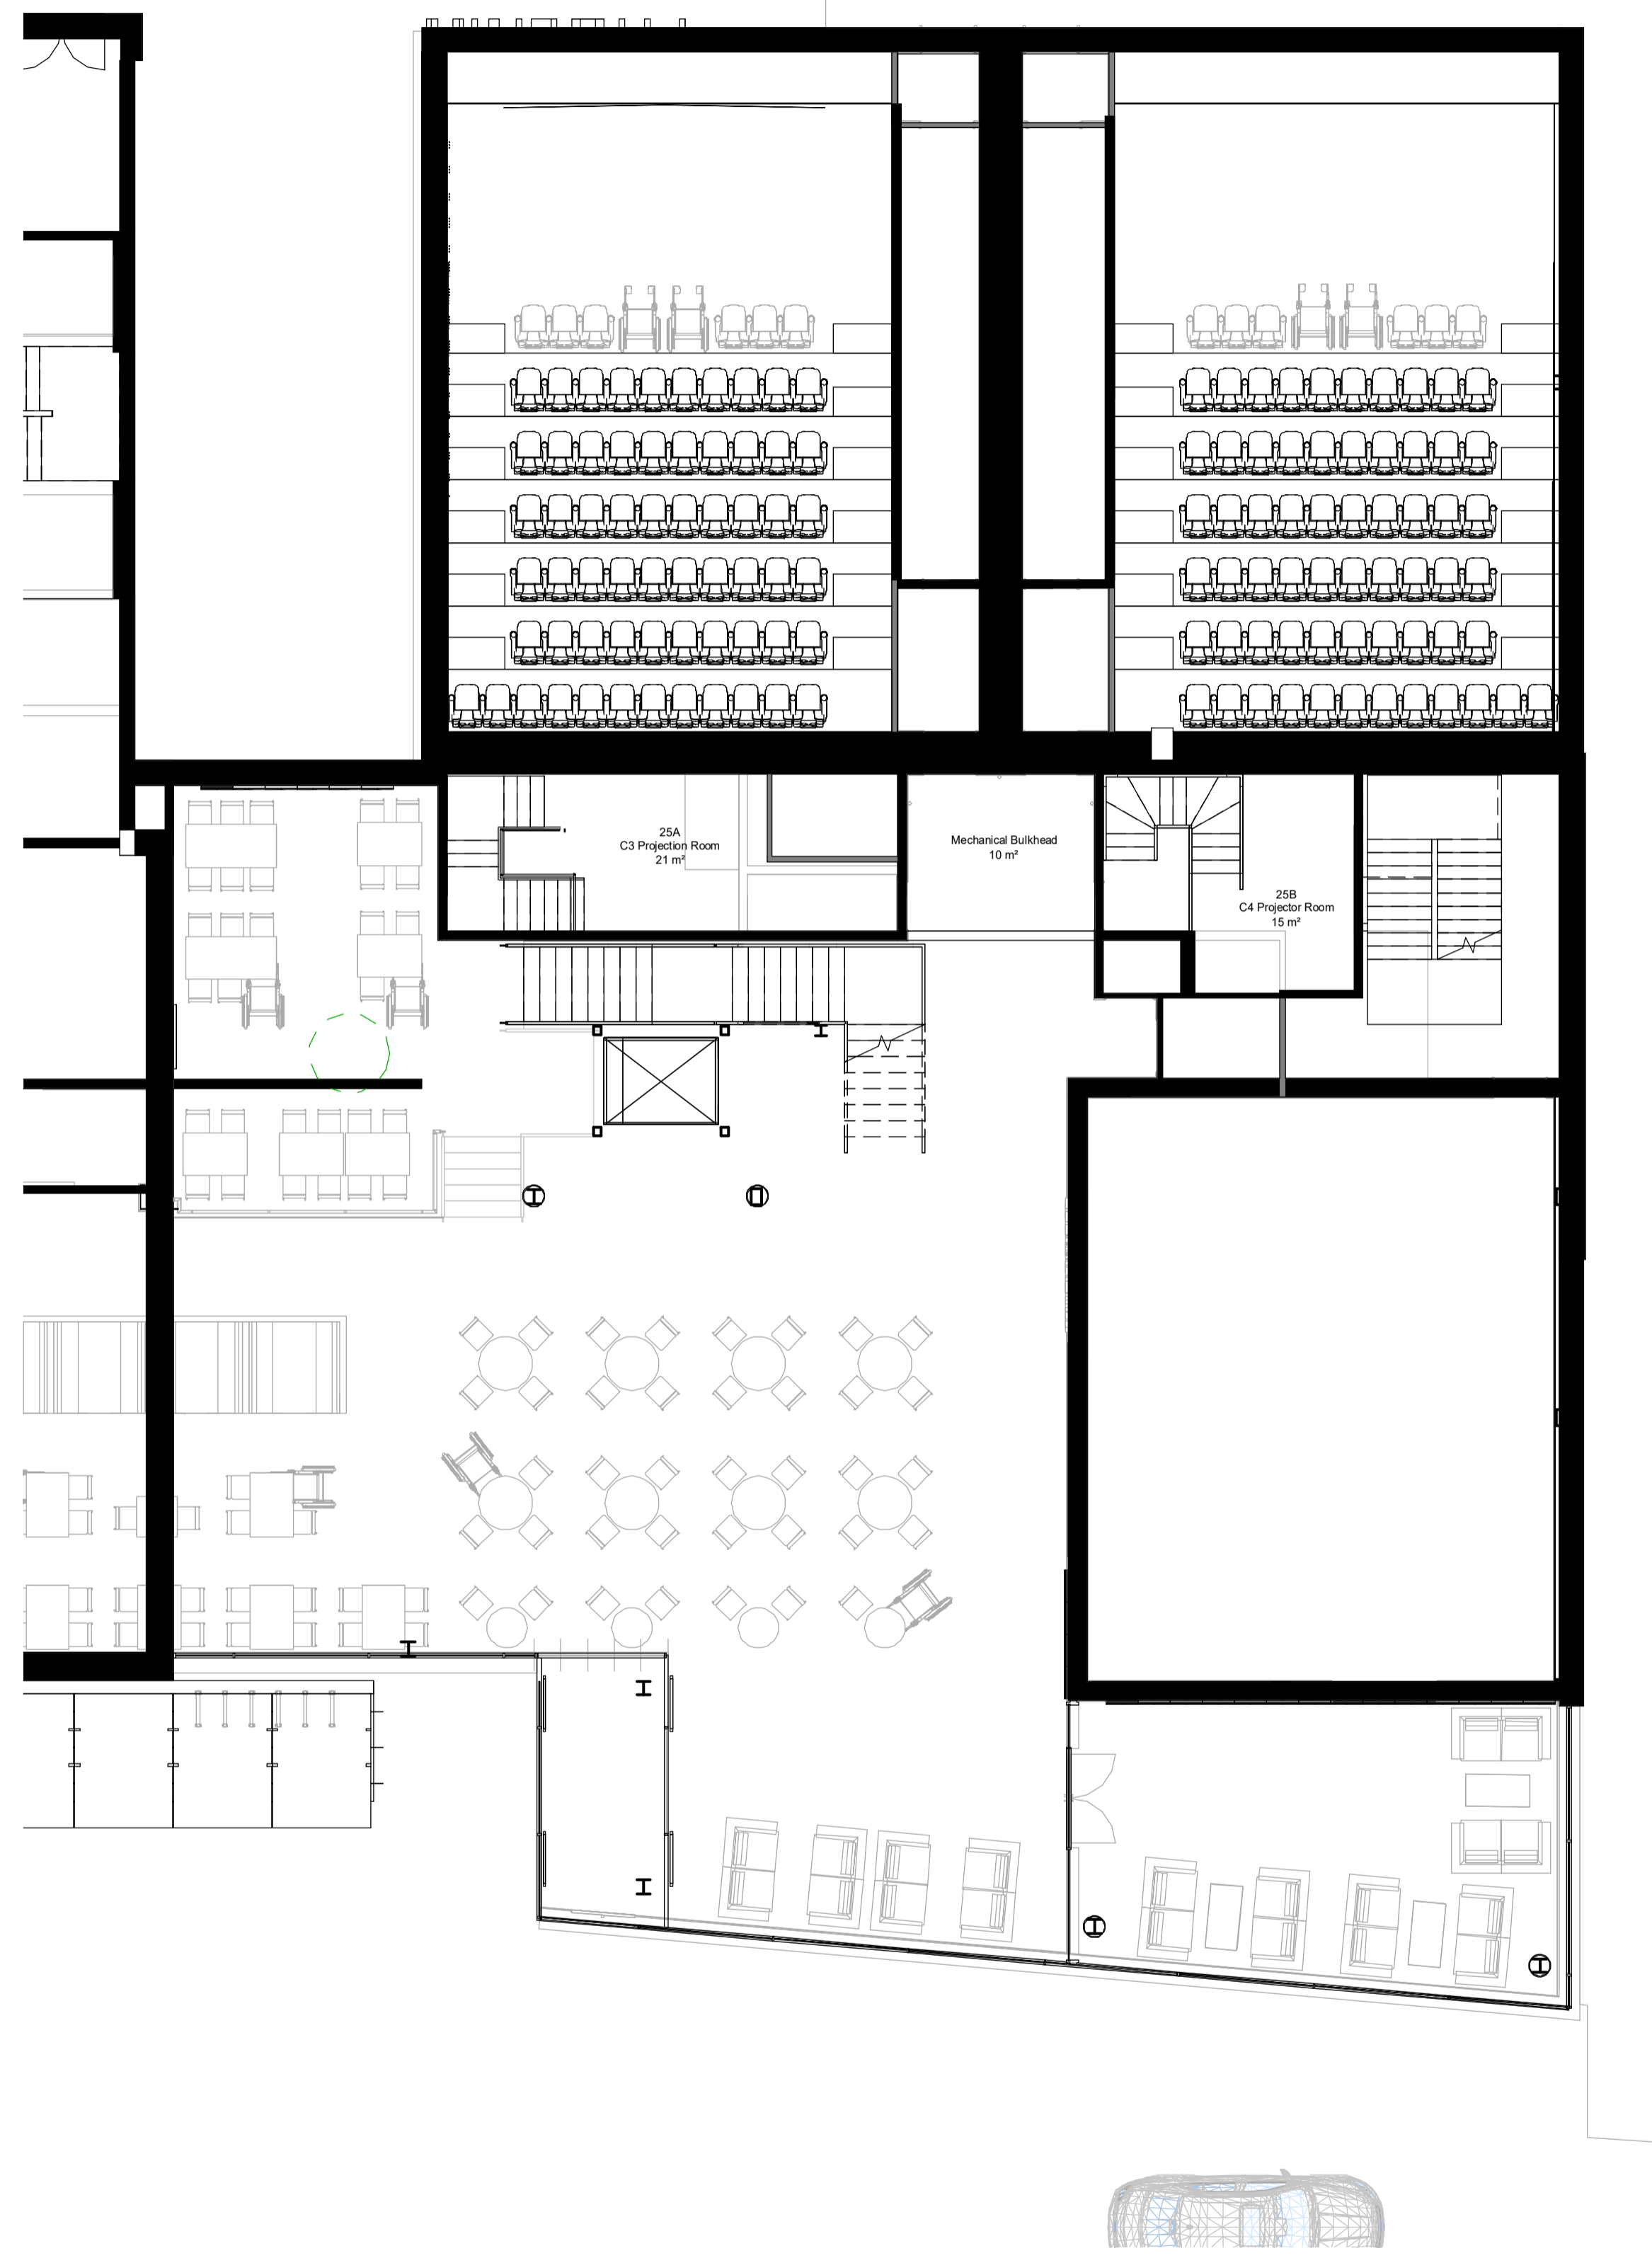 25A
C3 Projection Room
21 m²
Mechanical Bulkhead
10 m²
25B
C4 Projector Room
15 m²